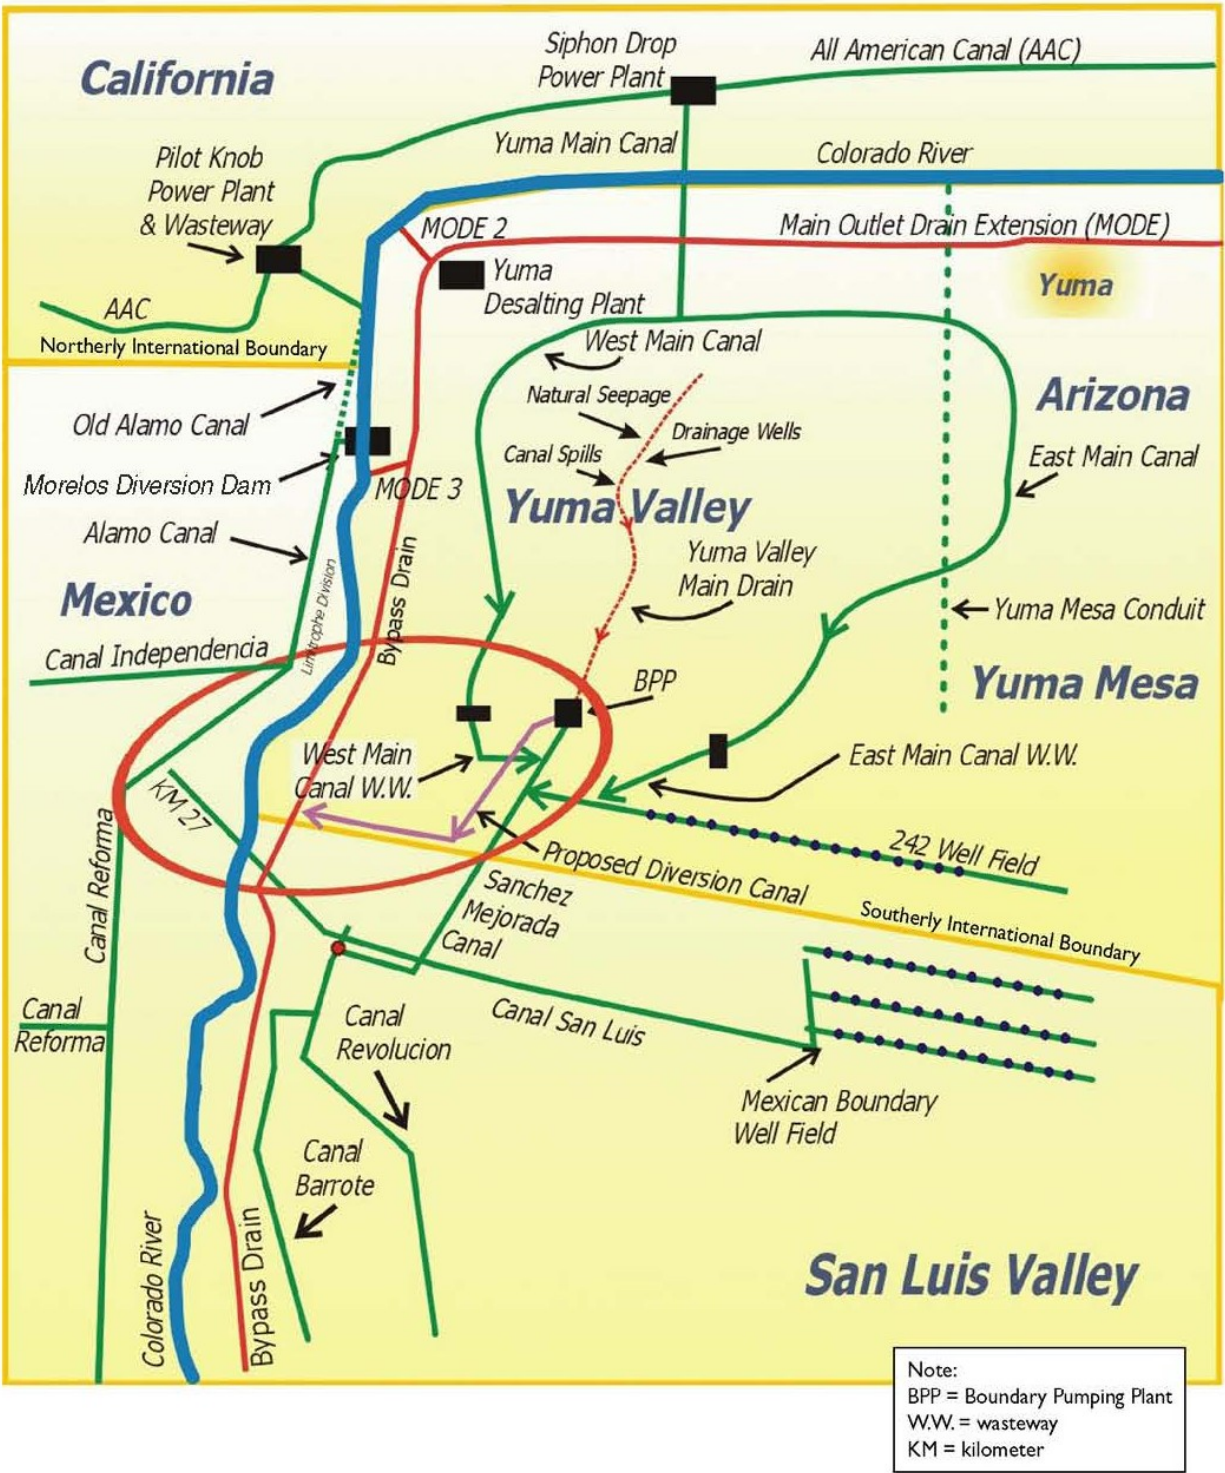 Siphon Drop
Power Plant
All American Canal (AAC)
California
Yuma Main Canal
Colorado River
Pilot Knob
Power Plant
& Wasteway
MODE 2
Main Outlet Drain Extension (MODE)
Yuma
Desalting Plant
Yuma
AAC
Northerly International Boundary
West Main Canal
Natural Seepage
Arizona
Old Alamo Canal
Drainage Wells
Canal Spills
East Main Canal
Morelos Diversion Dam
MODE 3
Yuma Valley
Alamo Canal
Yuma Valley
Main Drain
Bypass Drain
Limitrophe Division
Mexico
Yuma Mesa Conduit
Canal Independencia
BPP
Yuma Mesa
West Main
Canal W.W.
East Main Canal W.W.
KM 27
242 Well Field
Proposed Diversion Canal
Canal Reforma
Sanchez
Mejorada
Canal
Southerly International Boundary
Canal
Reforma
Canal
Revolucion
Canal San Luis
Mexican Boundary
Well Field
Canal
Barrote
Colorado River
Bypass Drain
San Luis Valley
Note:
BPP = Boundary Pumping Plant
W.W. = wasteway
KM = kilometer